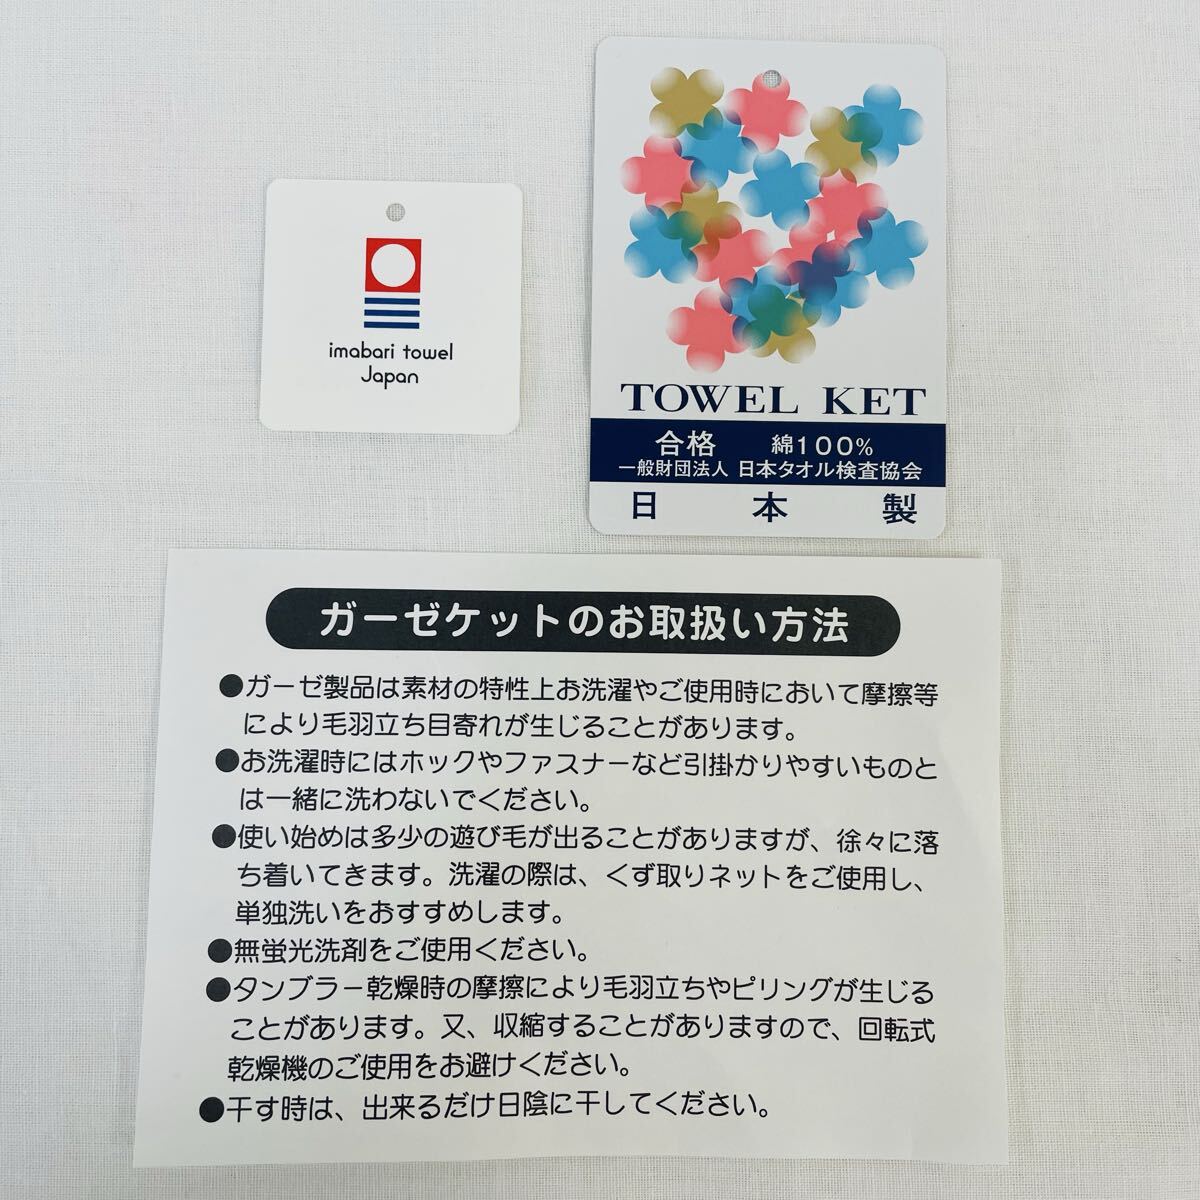 imabari towel
Japan
TOWEL KET
合格 綿100%
一般財団法人 日本タオル検査協会
日本製
ガーゼケットのお取扱い方法
●ガーゼ製品は素材の特性上お洗濯やご使用時において摩擦等
により毛羽立ち目寄れが生じることがあります。
●お洗濯時にはホックやファスナーなど引掛かりやすいものと
は一緒に洗わないでください。
●使い始めは多少の遊び毛が出ることがありますが、徐々に落
ち着いてきます。洗濯の際は、くず取りネットをご使用し、
単独洗いをおすすめします。
●無蛍光洗剤をご使用ください。
●タンブラー乾燥時の摩擦により毛羽立ちやピリングが生じる
ことがあります。又、収縮することがありますので、回転式
乾燥機のご使用をお避けください。
●干す時は、出来るだけ日陰に干してください。